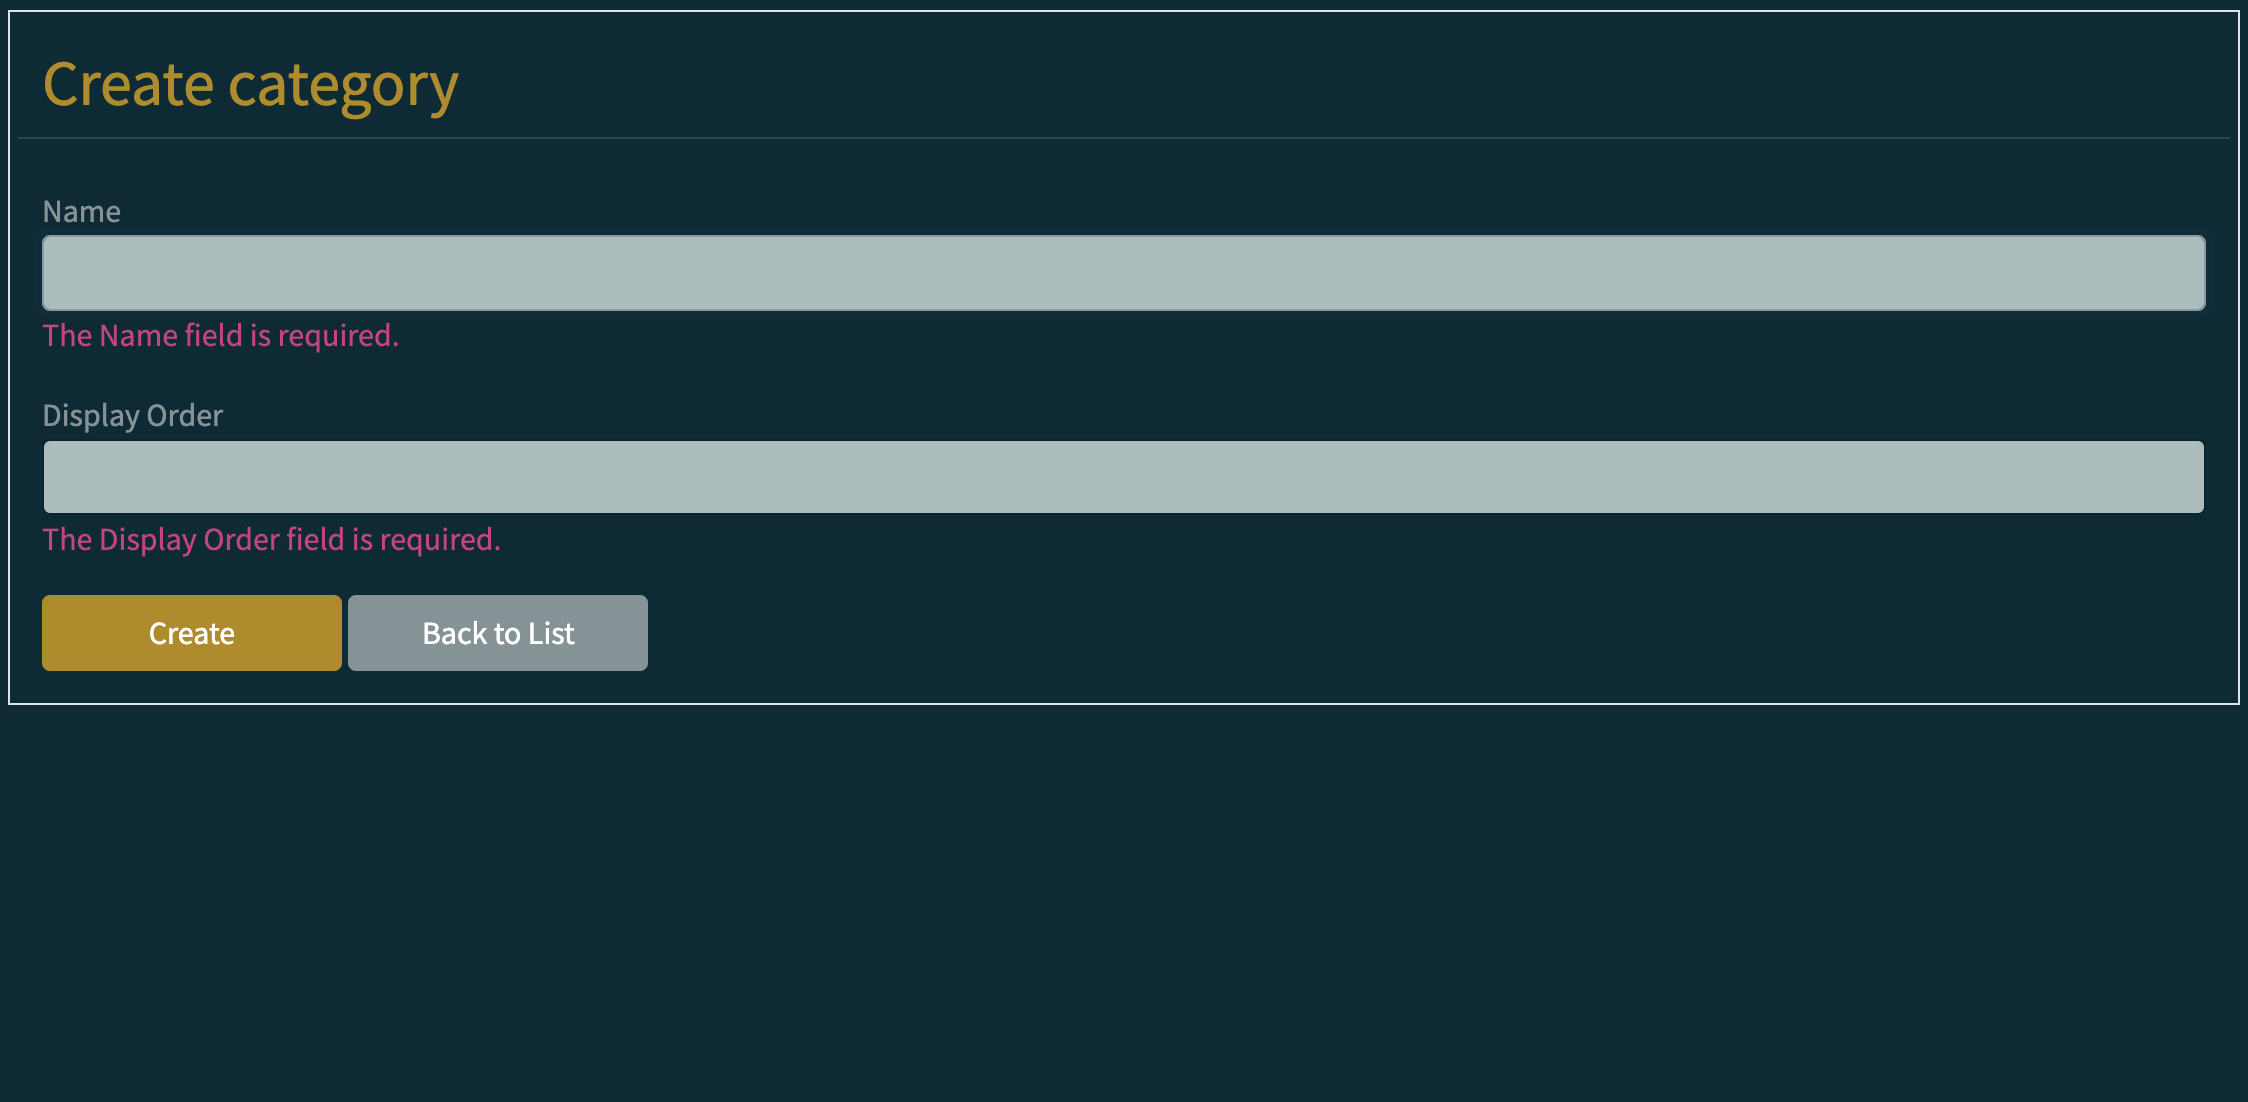 Create category
Name
The Name field is required.
Display Order
The Display Order field is required.
Create
Back to List